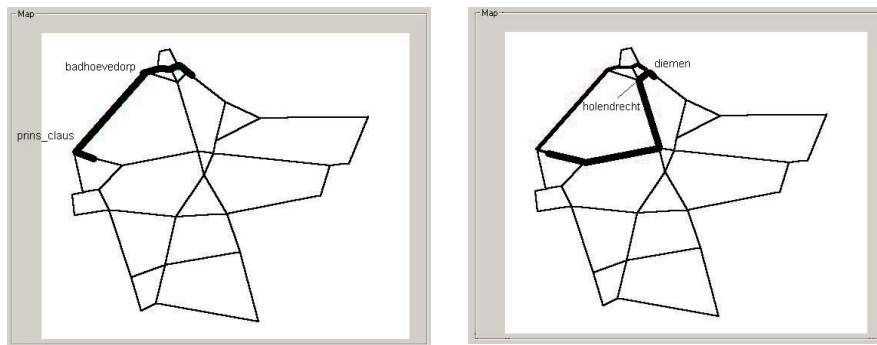 Map
badhoevedorp
prins_claus
Map
diemen
holendrecht